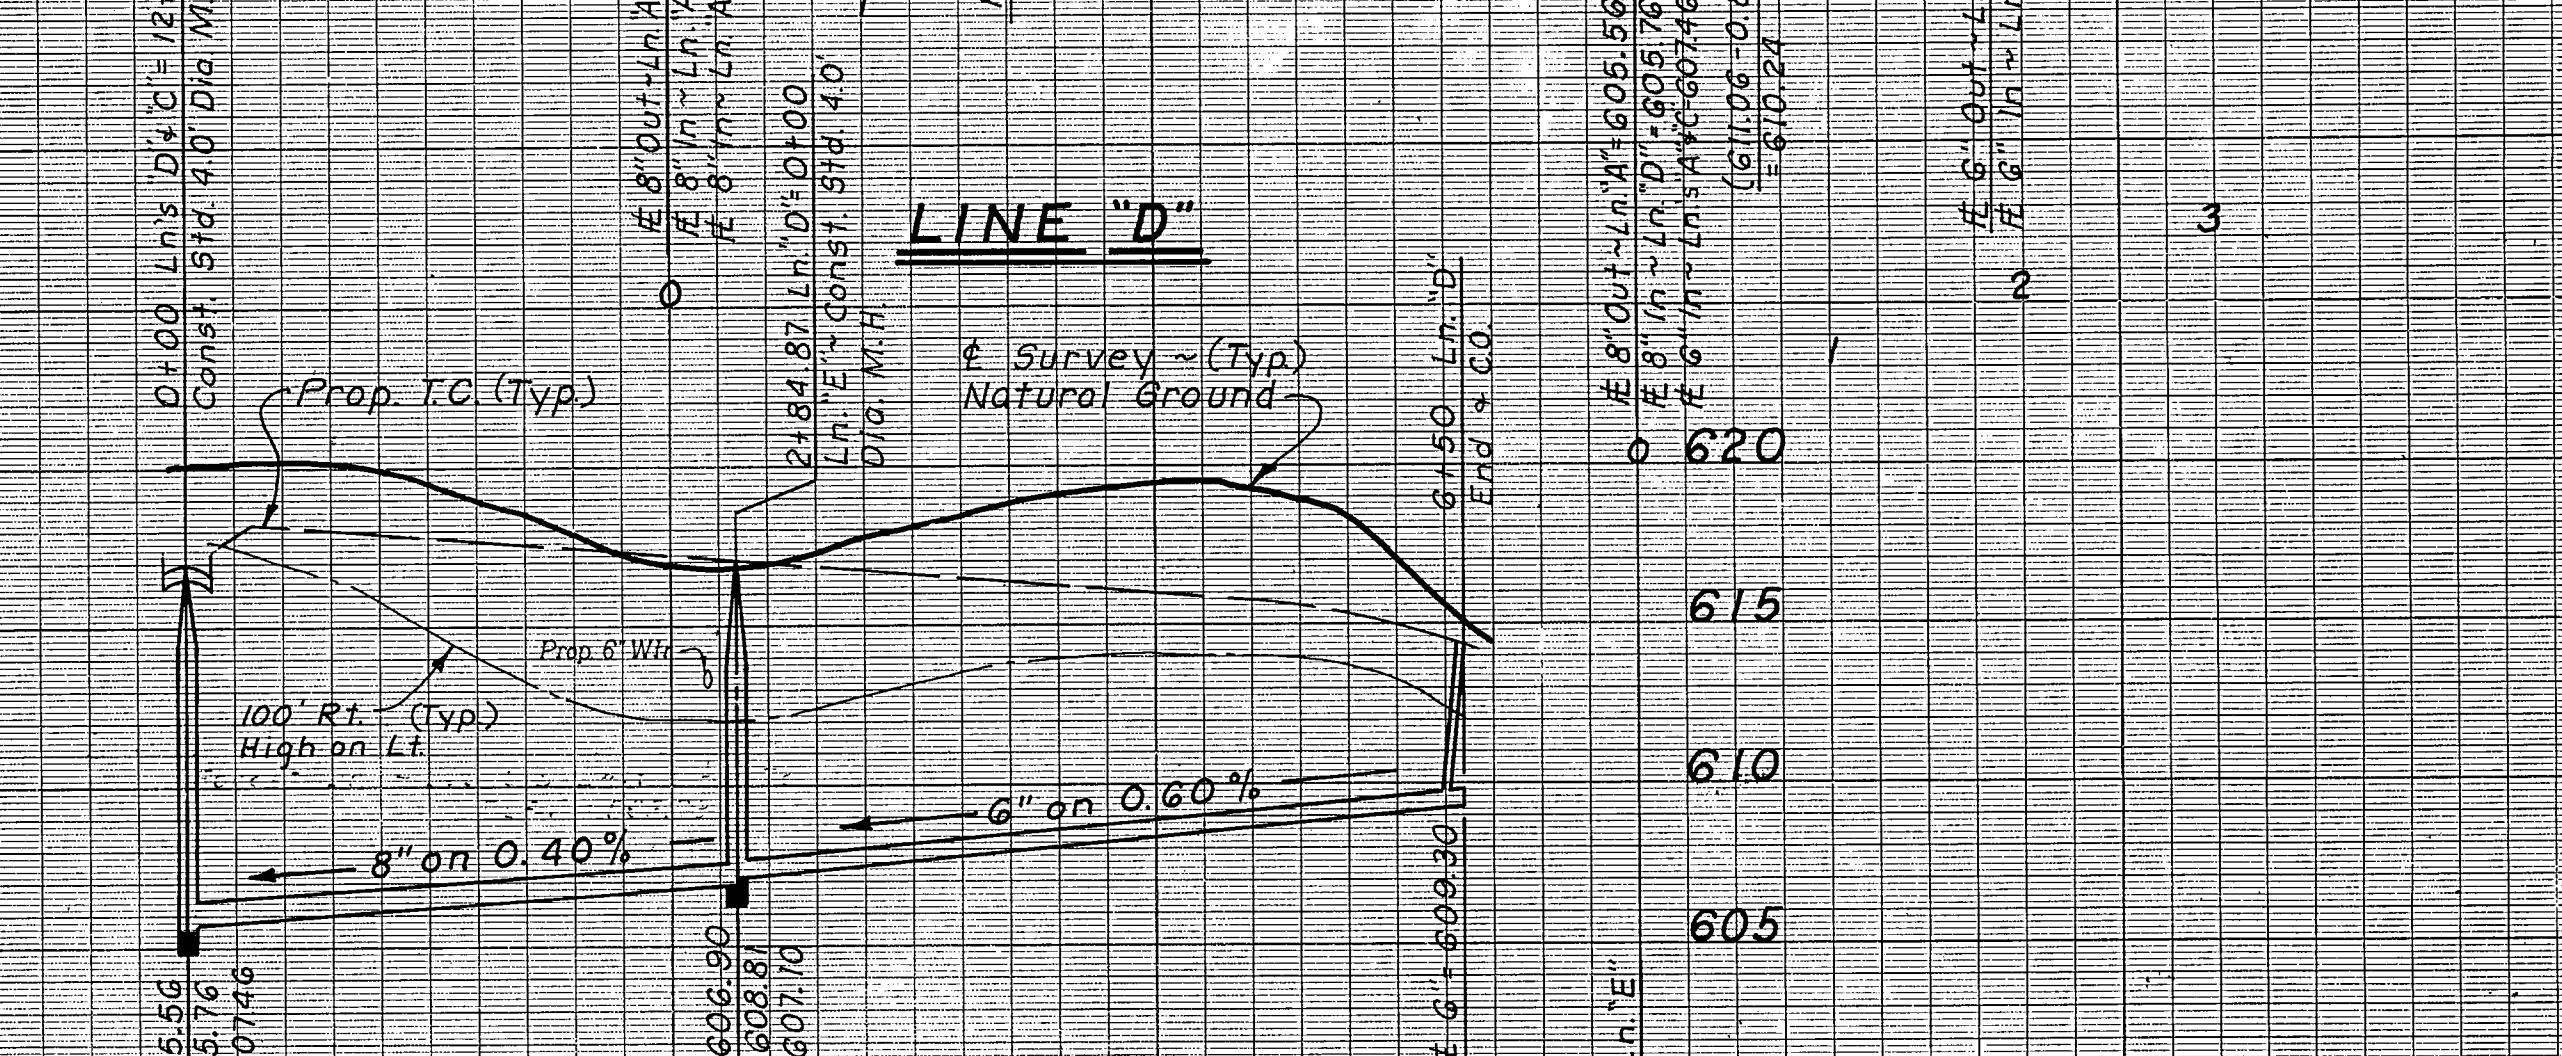 0+00 Ln's "D"&"C"= 12+
Const. Std. 4.0' Dia. M.
℄ 8" Out ~ Ln. "A
℄ 8" In ~ Ln. "A
℄ 8" In ~ Ln. "A
2+84.87 Ln. "D"= 0+00
Ln. "E" ~ Const. Std. 4.0'
Dia. M.H.
LINE "D"
0
Prop. T.C. (Typ.)
℄ Survey ~ (Typ.)
Natural Ground
6+50 Ln. "D"
End & C.O.
℄ 8" Out ~ Ln. "A"= 605.56
℄ 8" In ~ Ln. "D"= 605.76
℄ 6" In ~ Ln.'s "A"&"C"= 607.46
(611.06 - 0.8
= 610.24
℄ 6" Out ~ L
℄ 6" In ~ Ln
3
2
1
0
620
615
610
605
Prop. 6" Wtr.
100' Rt. (Typ.)
High on Lt.
8" on 0.40%
6" on 0.60%
5.56
5.76
07.46
606.90
608.81
607.10
6" = 609.30
n. "E"